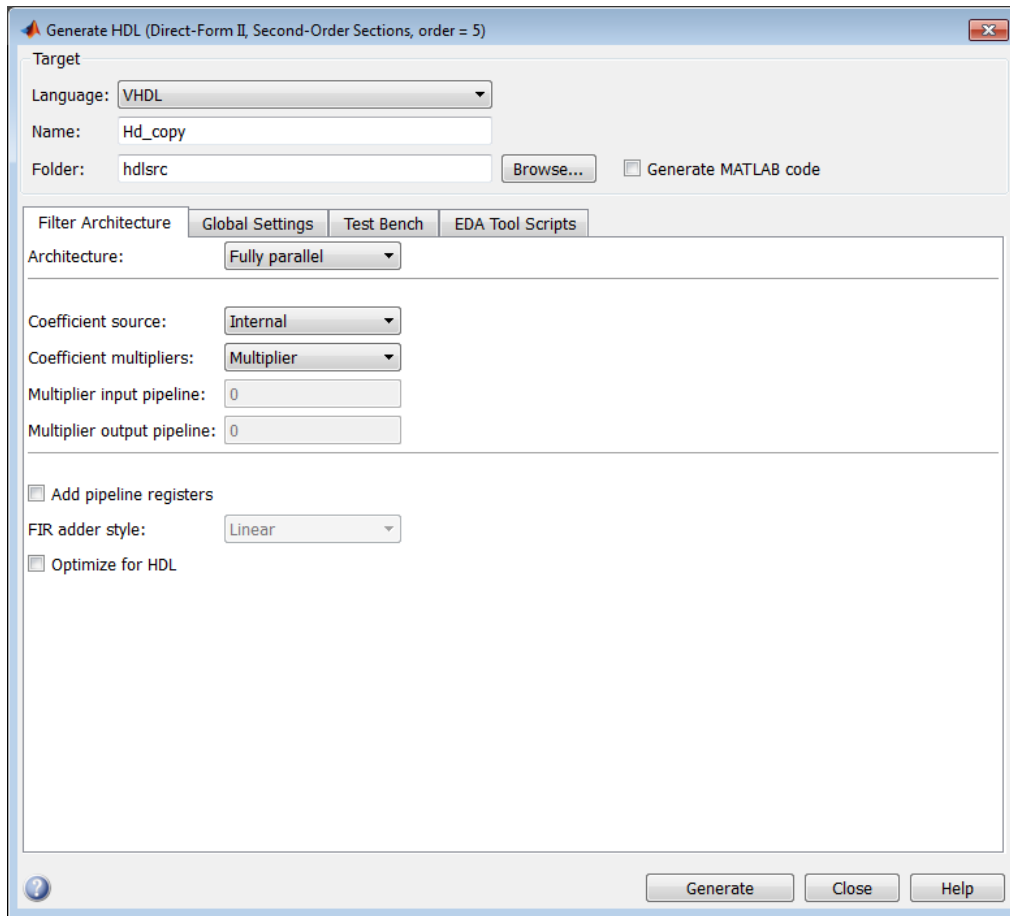 Generate HDL (Direct-Form II, Second-Order Sections, order = 5)
Target
Language: VHDL
Name: Hd_copy
Folder: hdlsrc Browse... Generate MATLAB code
Filter Architecture Global Settings Test Bench EDA Tool Scripts
Architecture: Fully parallel
Coefficient source: Internal
Coefficient multipliers: Multiplier
Multiplier input pipeline: 0
Multiplier output pipeline: 0
Add pipeline registers
FIR adder style: Linear
Optimize for HDL
? Generate Close Help